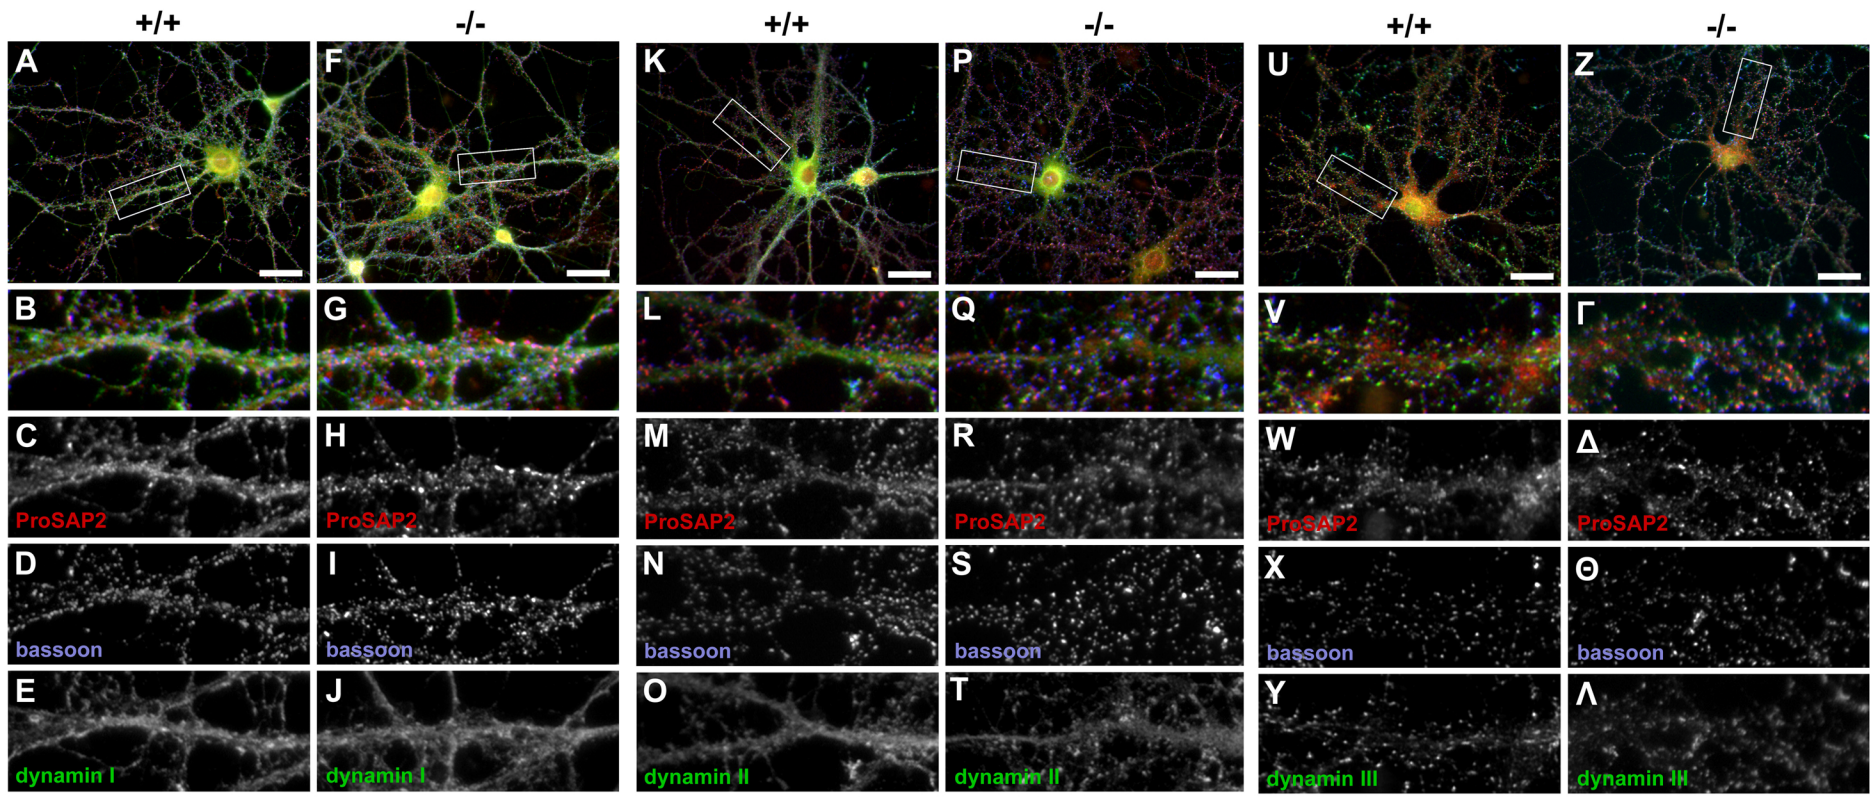 +/+ -/- +/+ -/- +/+ -/-
A F K P U Z
B G L Q V Γ
C H M R W Δ
ProSAP2 ProSAP2 ProSAP2 ProSAP2 ProSAP2 ProSAP2
D I N S X Θ
bassoon bassoon bassoon bassoon bassoon bassoon
E J O T Y Λ
dynamin I dynamin I dynamin II dynamin II dynamin III dynamin III